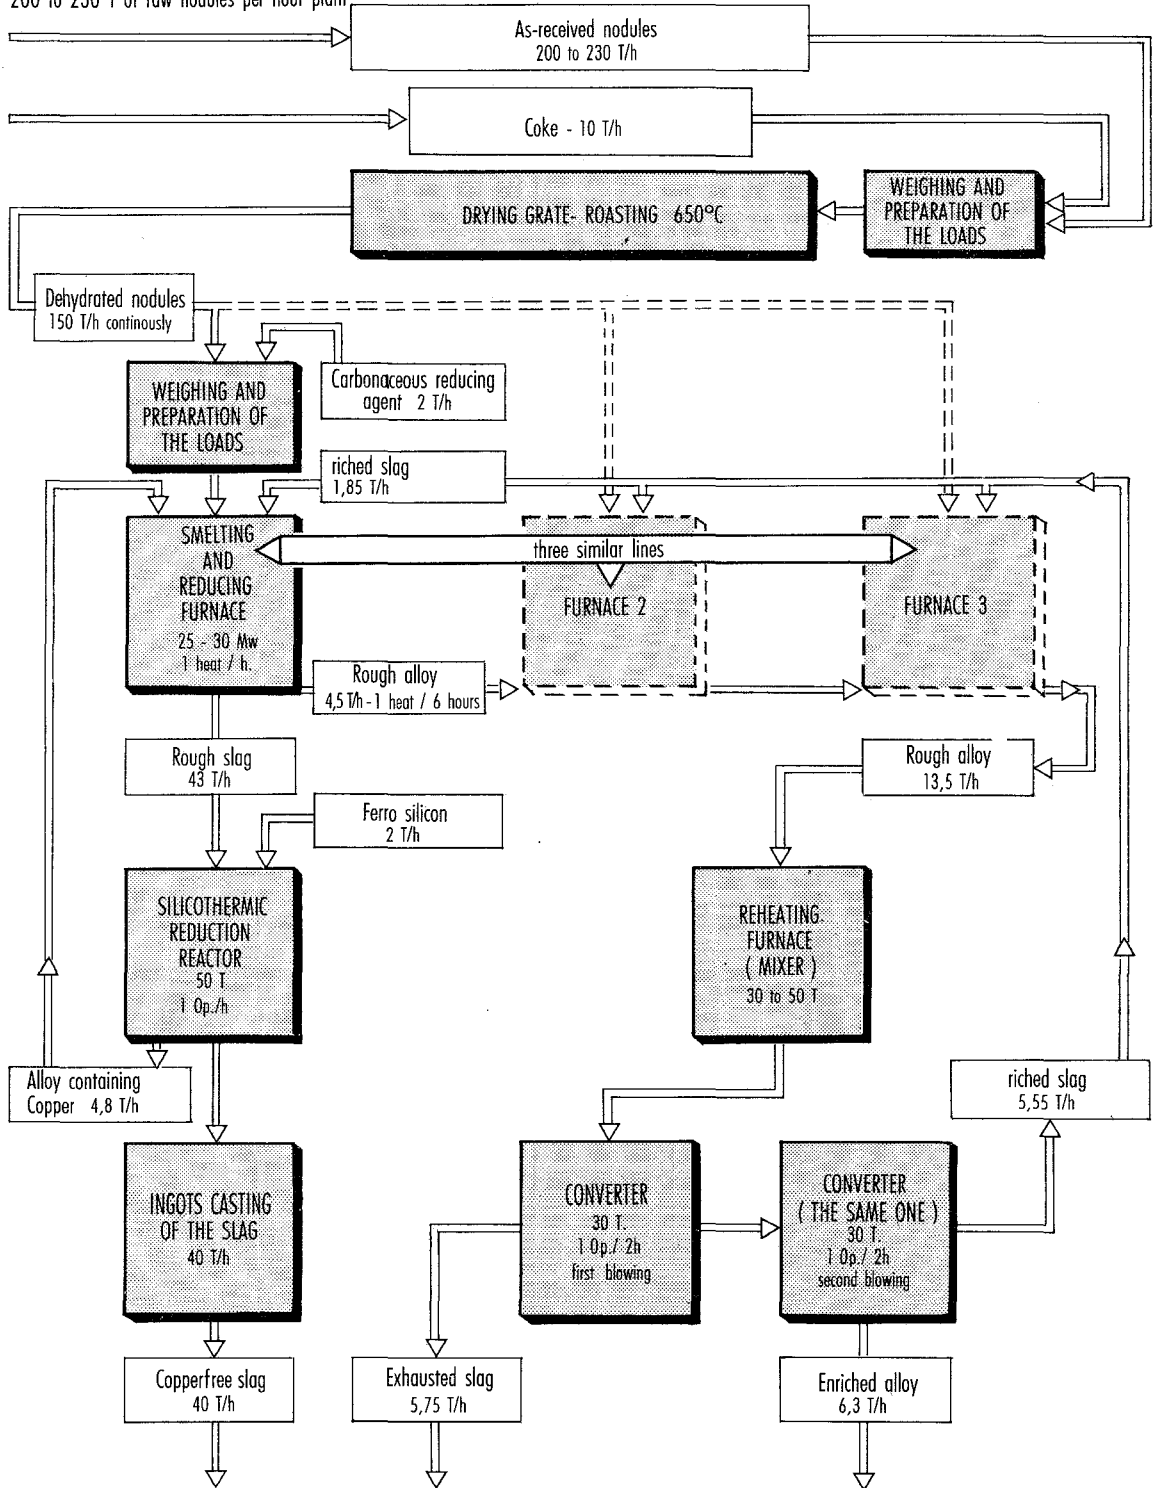 200 to 230 T of raw nodules per hour plant
As-received nodules
200 to 230 T/h
Coke - 10 T/h
DRYING GRATE- ROASTING 650°C
WEIGHING AND
PREPARATION OF
THE LOADS
Dehydrated nodules
150 T/h continously
WEIGHING AND
PREPARATION OF
THE LOADS
Carbonaceous reducing
agent 2 T/h
riched slag
1,85 T/h
SMELTING
AND
REDUCING
FURNACE
25 - 30 Mw
1 heat / h.
three similar lines
FURNACE 2
FURNACE 3
Rough alloy
4,5 T/h - 1 heat / 6 hours
Rough slag
43 T/h
Rough alloy
13,5 T/h
Ferro silicon
2 T/h
SILICOTHERMIC
REDUCTION
REACTOR
50 T
1 Op./h
REHEATING
FURNACE
( MIXER )
30 to 50 T
Alloy containing
Copper 4,8 T/h
riched slag
5,55 T/h
INGOTS CASTING
OF THE SLAG
40 T/h
CONVERTER
30 T.
1 Op./ 2h
first blowing
CONVERTER
( THE SAME ONE )
30 T.
1 Op./ 2h
second blowing
Copperfree slag
40 T/h
Exhausted slag
5,75 T/h
Enriched alloy
6,3 T/h